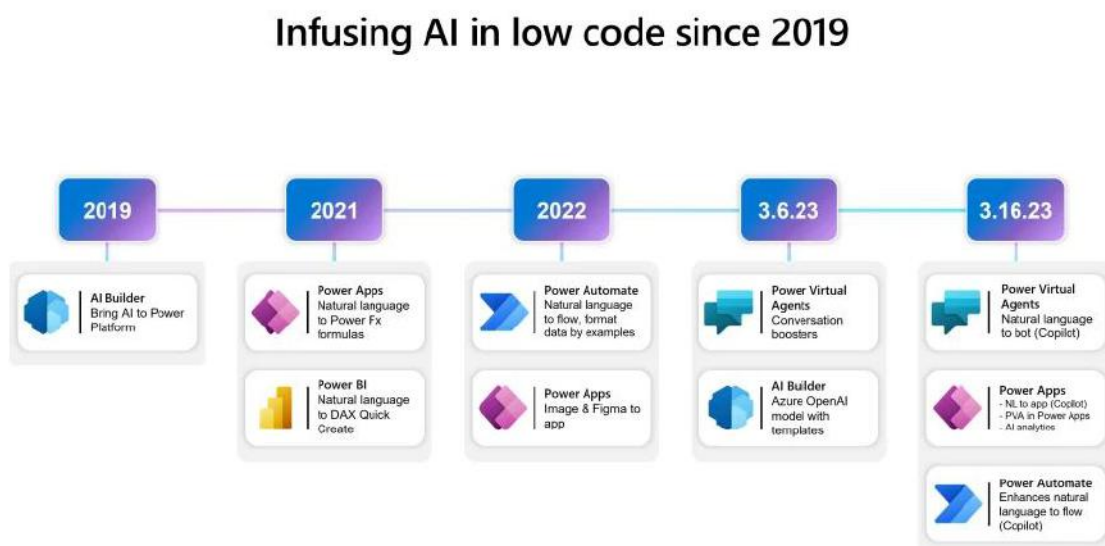 Infusing AI in low code since 2019
2019
2021
2022
3.6.23
3.16.23
AI Builder
Bring AI to Power
Platform
Power Apps
Natural language
to Power Fx
formulas
Power BI
Natural language
to DAX Quick
Create
Power Automate
Natural language
to flow, format
data by examples
Power Apps
Image & Figma to
app
Power Virtual
Agents
Conversation
boosters
AI Builder
Azure OpenAI
model with
templates
Power Virtual
Agents
Natural language
to bot (Copilot)
Power Apps
- NL to app (Copilot)
- PVA in Power Apps
- AI analytics
Power Automate
Enhances natural
language to flow
(Copilot)